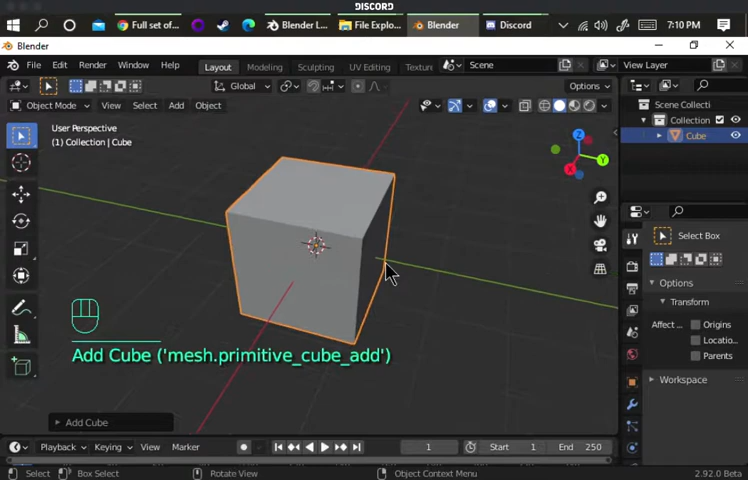 DISCORD
Full set of...
Blender L...
File Explo...
Blender
Discord
7:10 PM
Blender
File Edit Render Window Help Layout Modeling Sculpting UV Editing Textur Scene View Layer
Global Options
Object Mode View Select Add Object
User Perspective
(1) Collection | Cube
Z
Y
X
Scene Collecti
Collection
Cube
Select Box
Options
Transform
Affect ... Origins
Locatio...
Parents
Workspace
Add Cube ('mesh.primitive_cube_add')
Add Cube
Playback Keying View Marker 1 Start 1 End 250
Select Box Select Rotate View Object Context Menu 2.92.0 Beta